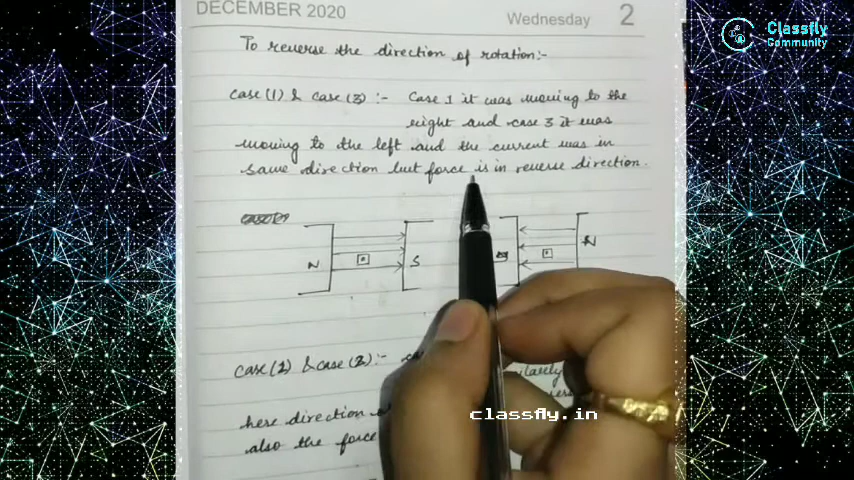 DECEMBER 2020
Wednesday 2
Classfly
Community
To reverse the direction of rotation:-
case (1) & case (3) :- Case 1 it was moving to the
right and case 3 it was
moving to the left and the current was in
same direction but force is in reverse direction.
N S N
case (1) & case (2):-
ilarly
here direction
also the force
classfly.in